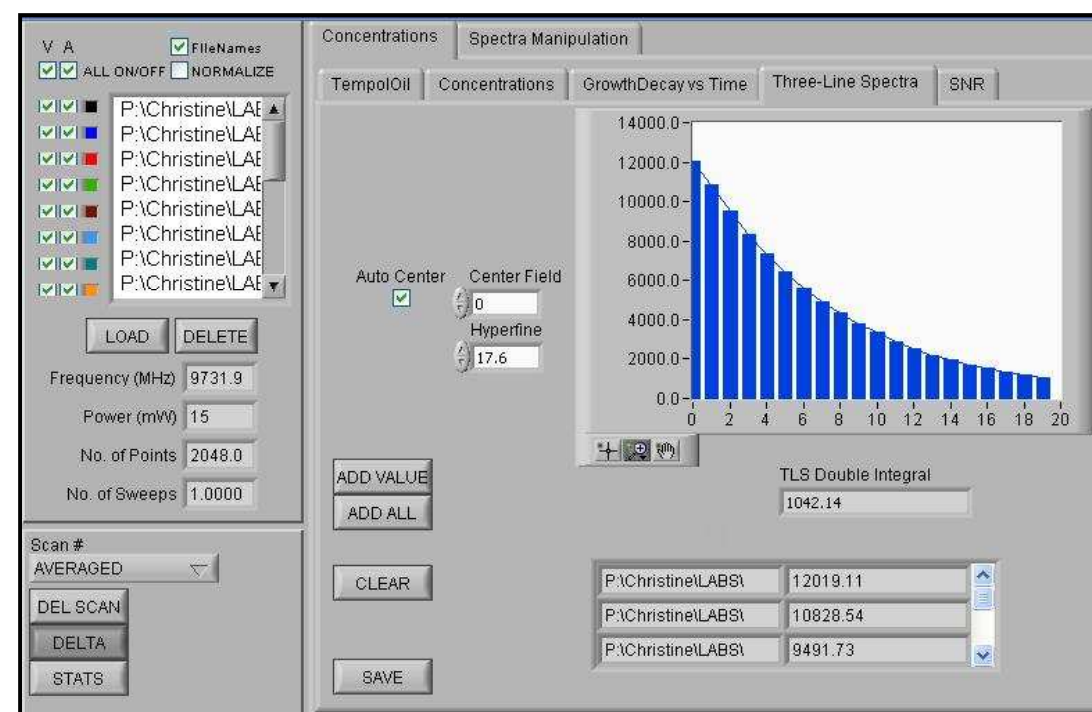 V A
FIleNames
ALL ON/OFF
NORMALIZE
P:\Christine\LAE
P:\Christine\LAE
P:\Christine\LAE
P:\Christine\LAE
P:\Christine\LAE
P:\Christine\LAE
P:\Christine\LAE
P:\Christine\LAE
LOAD
DELETE
Frequency (MHz) 9731.9
Power (mW) 15
No. of Points 2048.0
No. of Sweeps 1.0000
Scan #
AVERAGED
DEL SCAN
DELTA
STATS
Concentrations
Spectra Manipulation
TempolOil
Concentrations
GrowthDecay vs Time
Three-Line Spectra
SNR
Auto Center
Center Field
0
Hyperfine
17.6
14000.0
12000.0
10000.0
8000.0
6000.0
4000.0
2000.0
0.0
0 2 4 6 8 10 12 14 16 18 20
ADD VALUE
ADD ALL
CLEAR
SAVE
TLS Double Integral
1042.14
P:\Christine\LABS\ 12019.11
P:\Christine\LABS\ 10828.54
P:\Christine\LABS\ 9491.73